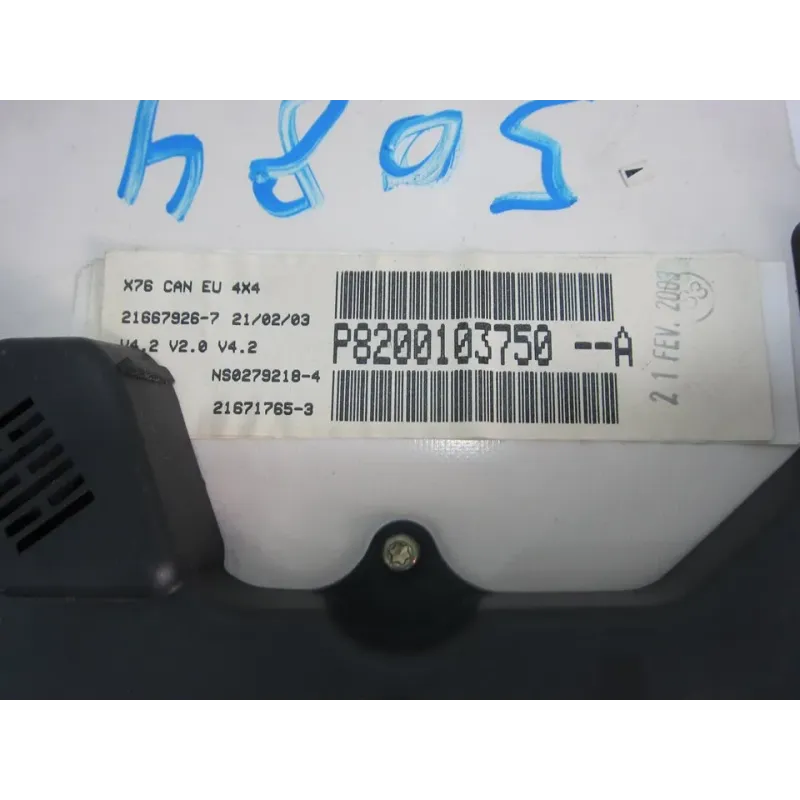 X76 CAN EU 4X4
21667926-7 21/02/03
V4.2 V2.0 V4.2
NS0279218-4
21671765-3
P8200103750 --A
21 FEV. 2003